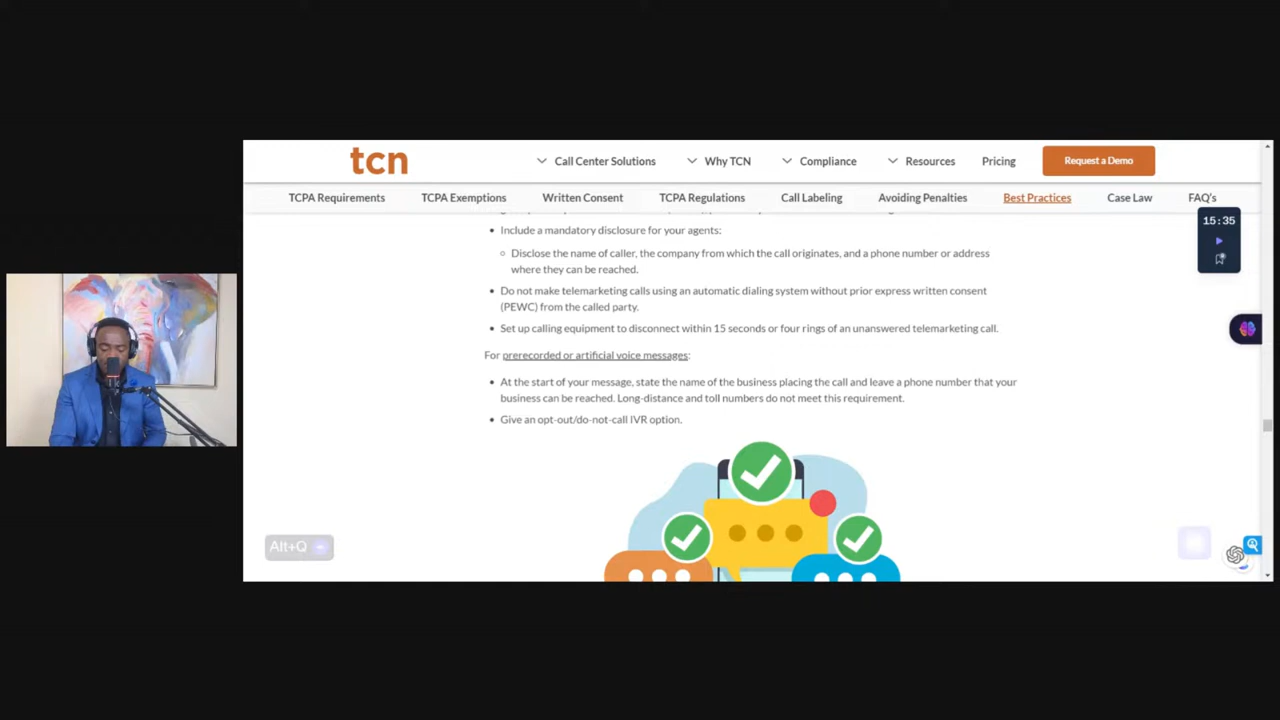 tcn
Call Center Solutions
Why TCN
Compliance
Resources
Pricing
Request a Demo
TCPA Requirements
TCPA Exemptions
Written Consent
TCPA Regulations
Call Labeling
Avoiding Penalties
Best Practices
Case Law
FAQ's
15:35
Include a mandatory disclosure for your agents:
Disclose the name of caller, the company from which the call originates, and a phone number or address
where they can be reached.
Do not make telemarketing calls using an automatic dialing system without prior express written consent
(PEWC) from the called party.
Set up calling equipment to disconnect within 15 seconds or four rings of an unanswered telemarketing call.
For prerecorded or artificial voice messages:
At the start of your message, state the name of the business placing the call and leave a phone number that your
business can be reached. Long-distance and toll numbers do not meet this requirement.
Give an opt-out/do-not-call IVR option.
Alt+Q